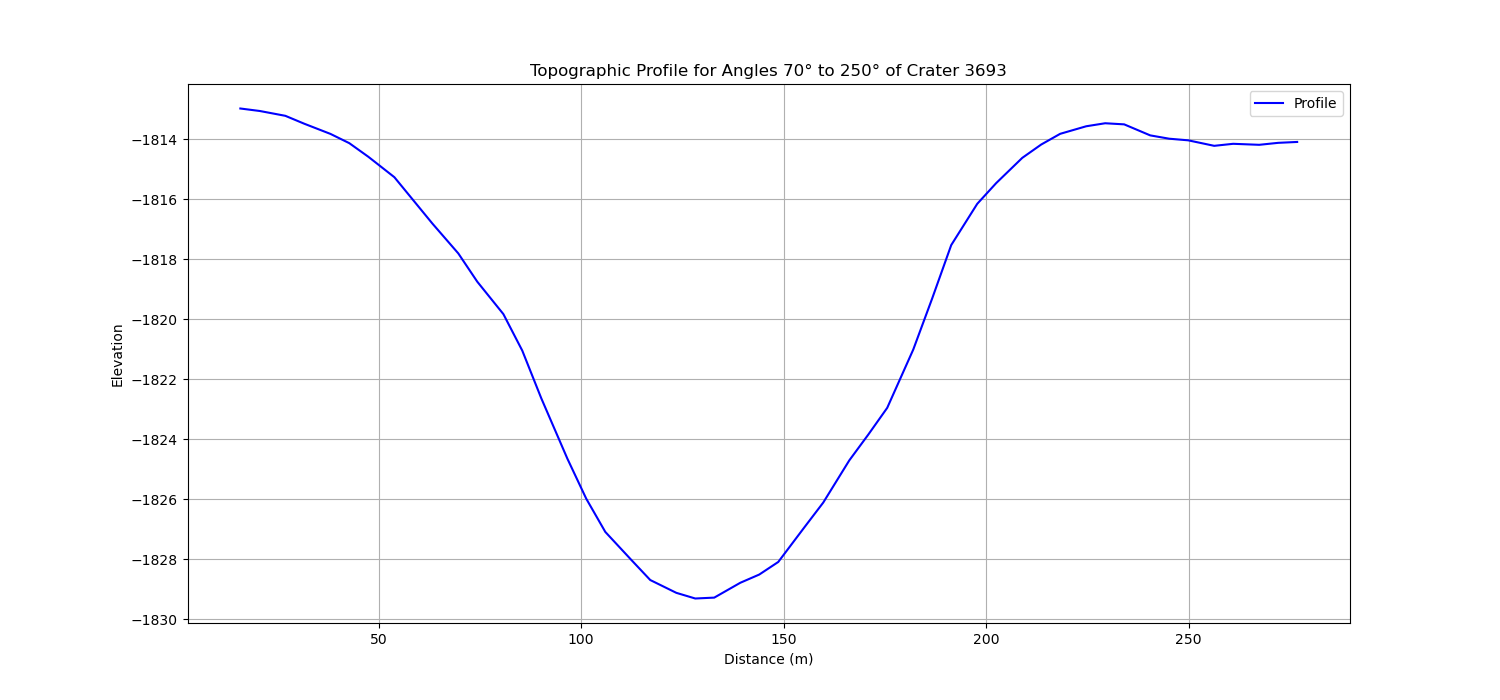 Topographic Profile for Angles 70° to 250° of Crater 3693
Profile
−1814
−1816
−1818
−1820
−1822
−1824
−1826
−1828
−1830
Elevation
50 100 150 200 250
Distance (m)